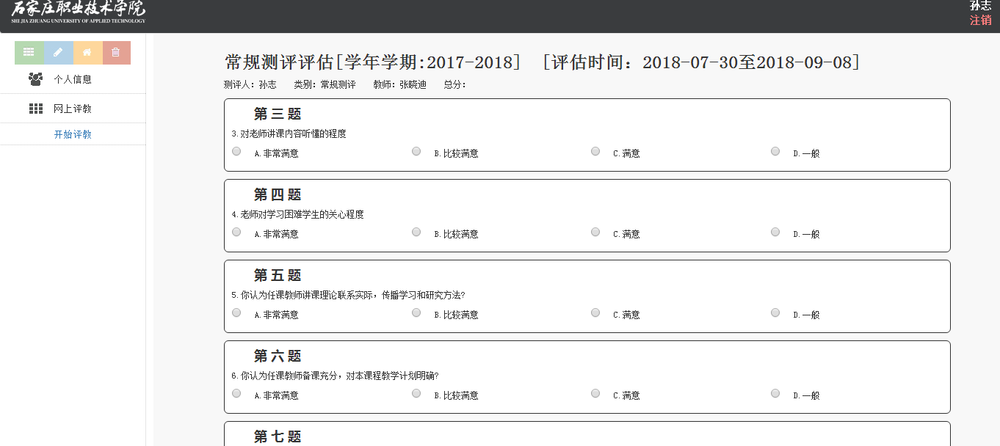 石家庄职业技术学院
SHI JIA ZHUANG UNIVERSITY OF APPLIED TECHNOLOGY
孙志
注销
个人信息
网上评教
开始评教
常规测评评估[学年学期:2017-2018] [评估时间: 2018-07-30至2018-09-08]
测评人: 孙志 类别: 常规测评 教师: 张晓迪 总分:
第三题
3.对老师讲课内容听懂的程度
A.非常满意 B.比较满意 C.满意 D.一般
第四题
4.老师对学习困难学生的关心程度
A.非常满意 B.比较满意 C.满意 D.一般
第五题
5.你认为任课教师讲课理论联系实际，传播学习和研究方法?
A.非常满意 B.比较满意 C.满意 D.一般
第六题
6.你认为任课教师备课充分，对本课程教学计划明确?
A.非常满意 B.比较满意 C.满意 D.一般
第七题